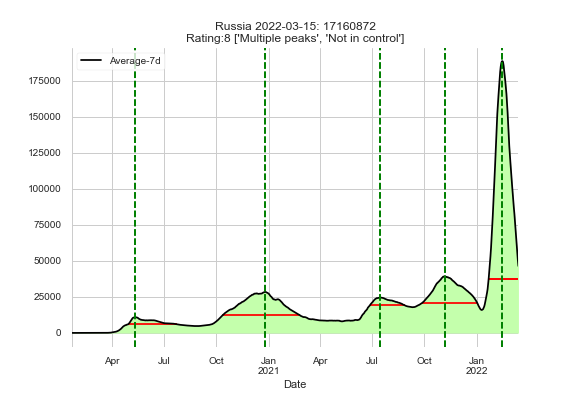 Russia 2022-03-15: 17160872
Rating:8 ['Multiple peaks', 'Not in control']
Average-7d
175000
150000
125000
100000
75000
50000
25000
0
Apr Jul Oct Jan Apr Jul Oct Jan
2021 2022
Date